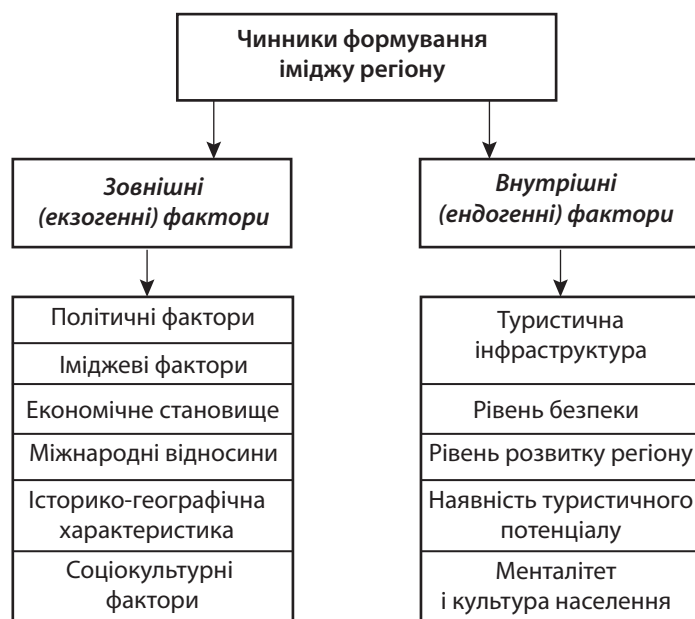 Чинники формування
іміджу регіону
Зовнішні
(екзогенні) фактори
Політичні фактори
Іміджеві фактори
Економічне становище
Міжнародні відносини
Історико-географічна
характеристика
Соціокультурні
фактори
Внутрішні
(ендогенні) фактори
Туристична
інфраструктура
Рівень безпеки
Рівень розвитку регіону
Наявність туристичного
потенціалу
Менталітет
і культура населення